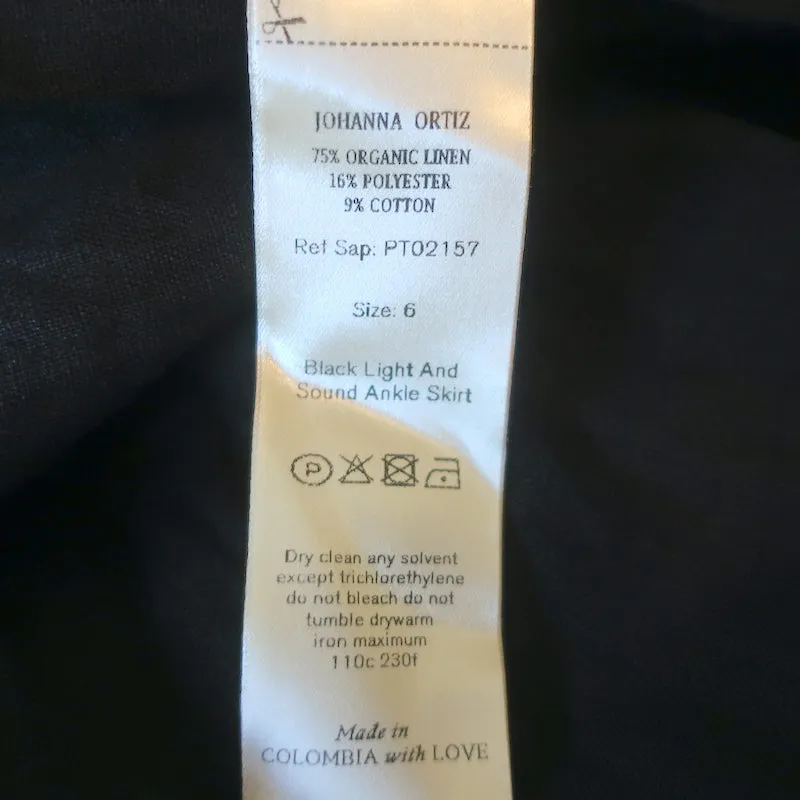 JOHANNA ORTIZ
75% ORGANIC LINEN
16% POLYESTER
9% COTTON
Ref Sap: PT02157
Size: 6
Black Light And
Sound Ankle Skirt
P
Dry clean any solvent
except trichlorethylene
do not bleach do not
tumble drywarm
iron maximum
110c 230f
Made in
COLOMBIA with LOVE